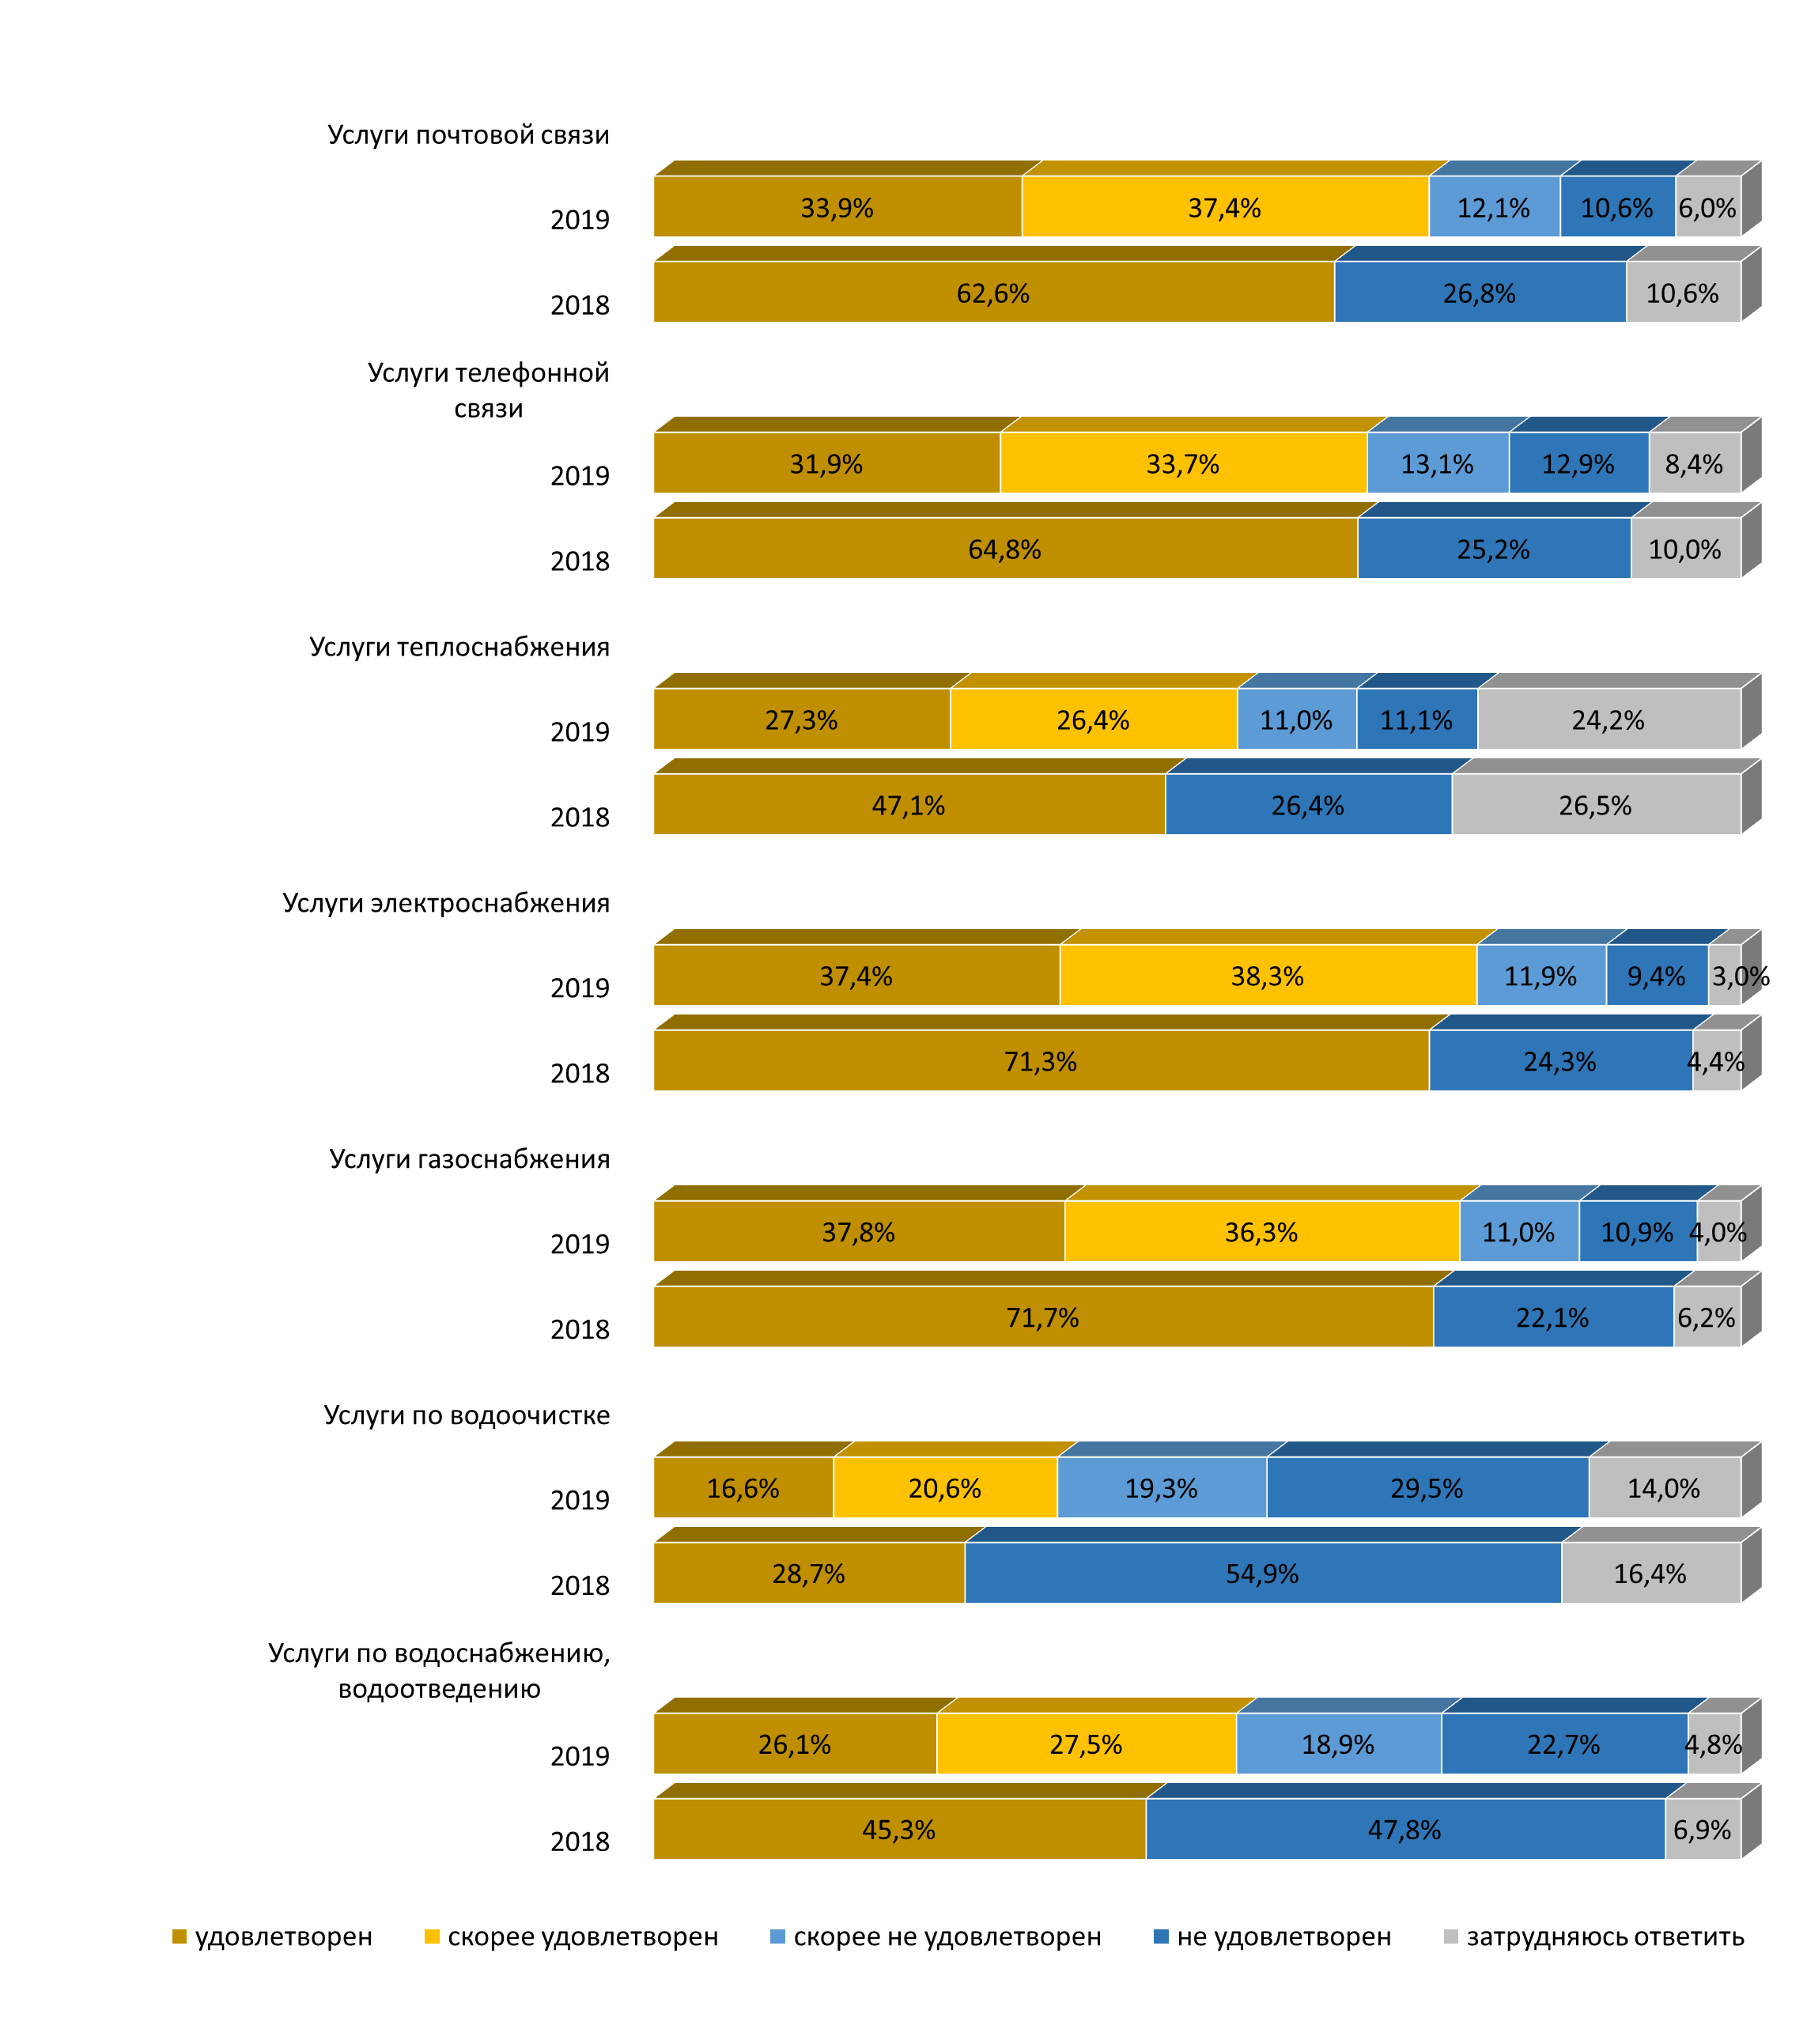 Услуги почтовой связи
2019
33,9% 37,4% 12,1% 10,6% 6,0%
2018
62,6% 26,8% 10,6%
Услуги телефонной
связи
2019
31,9% 33,7% 13,1% 12,9% 8,4%
2018
64,8% 25,2% 10,0%
Услуги теплоснабжения
2019
27,3% 26,4% 11,0% 11,1% 24,2%
2018
47,1% 26,4% 26,5%
Услуги электроснабжения
2019
37,4% 38,3% 11,9% 9,4% 3,0%
2018
71,3% 24,3% 4,4%
Услуги газоснабжения
2019
37,8% 36,3% 11,0% 10,9% 4,0%
2018
71,7% 22,1% 6,2%
Услуги по водоочистке
2019
16,6% 20,6% 19,3% 29,5% 14,0%
2018
28,7% 54,9% 16,4%
Услуги по водоснабжению,
водоотведению
2019
26,1% 27,5% 18,9% 22,7% 4,8%
2018
45,3% 47,8% 6,9%
удовлетворен скорее удовлетворен скорее не удовлетворен не удовлетворен затрудняюсь ответить